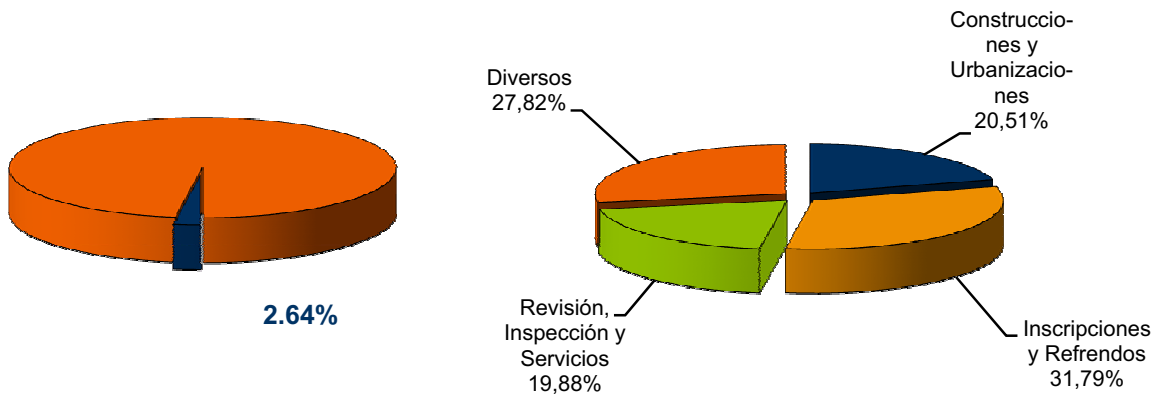 Construccio-
nes y
Urbanizacio-
nes
20,51%
Diversos
27,82%
2.64%
Revisión,
Inspección y
Servicios
19,88%
Inscripciones
y Refrendos
31,79%